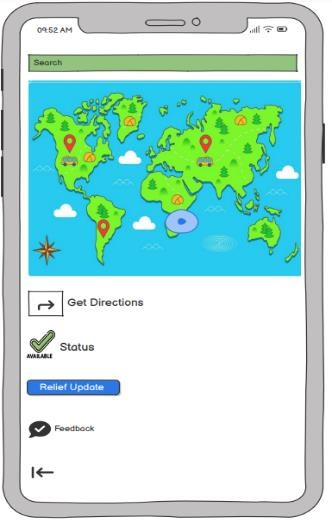 09:52 AM
Search
Get Directions
AVAILABLE
Status
Relief Update
Feedback